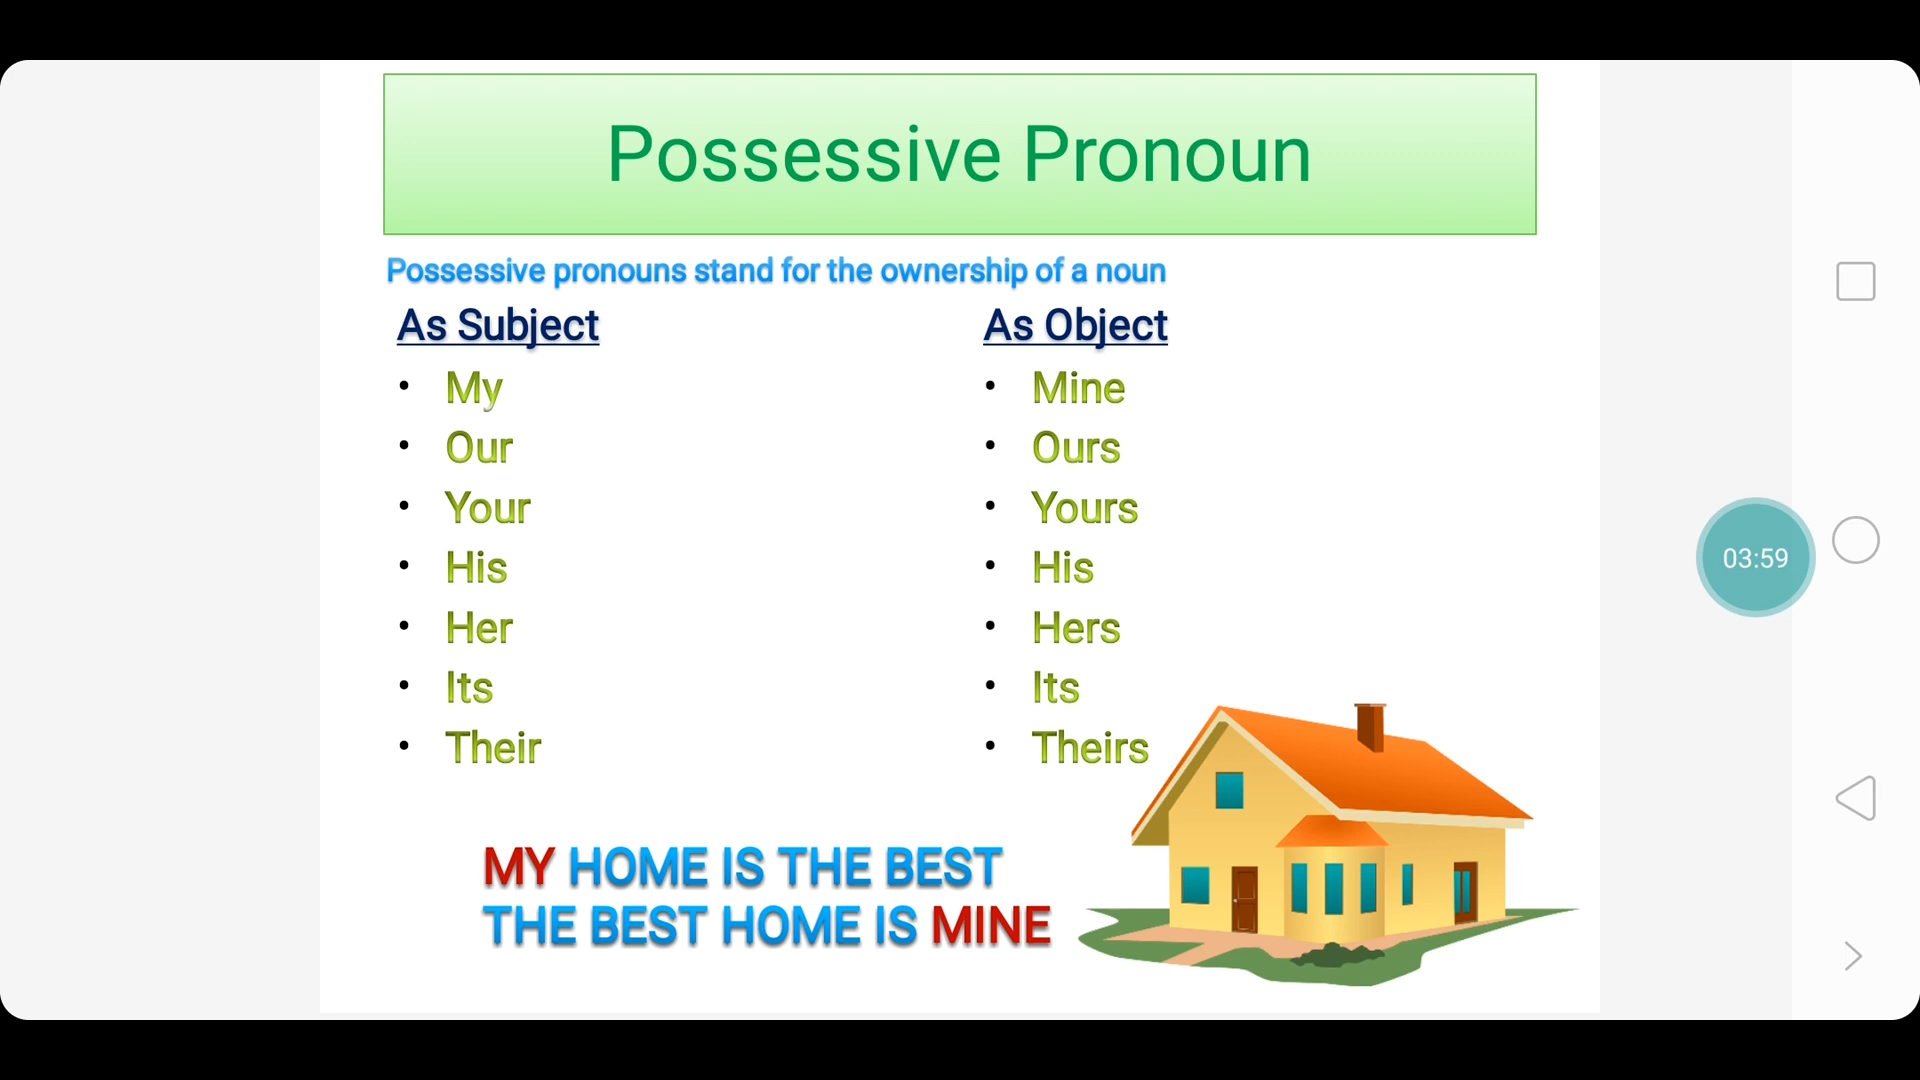 Possessive Pronoun
Possessive pronouns stand for the ownership of a noun
As Subject
• My
• Our
• Your
• His
• Her
• Its
• Their
As Object
• Mine
• Ours
• Yours
• His
• Hers
• Its
• Theirs
MY HOME IS THE BEST
THE BEST HOME IS MINE
03:59